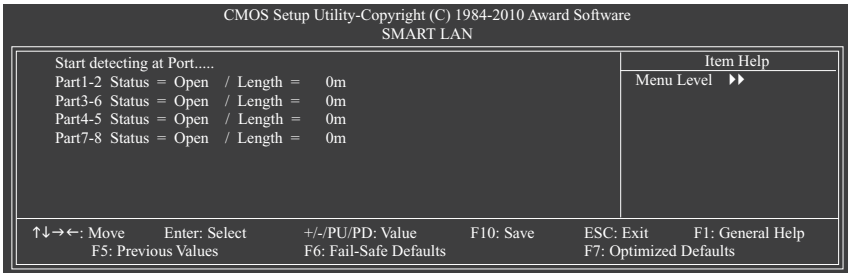 CMOS Setup Utility-Copyright (C) 1984-2010 Award Software
SMART LAN
Start detecting at Port.....
Part1-2 Status = Open / Length = 0m
Part3-6 Status = Open / Length = 0m
Part4-5 Status = Open / Length = 0m
Part7-8 Status = Open / Length = 0m
Item Help
Menu Level ▶▶
↑↓→←: Move Enter: Select +/-/PU/PD: Value F10: Save ESC: Exit F1: General Help
F5: Previous Values F6: Fail-Safe Defaults F7: Optimized Defaults